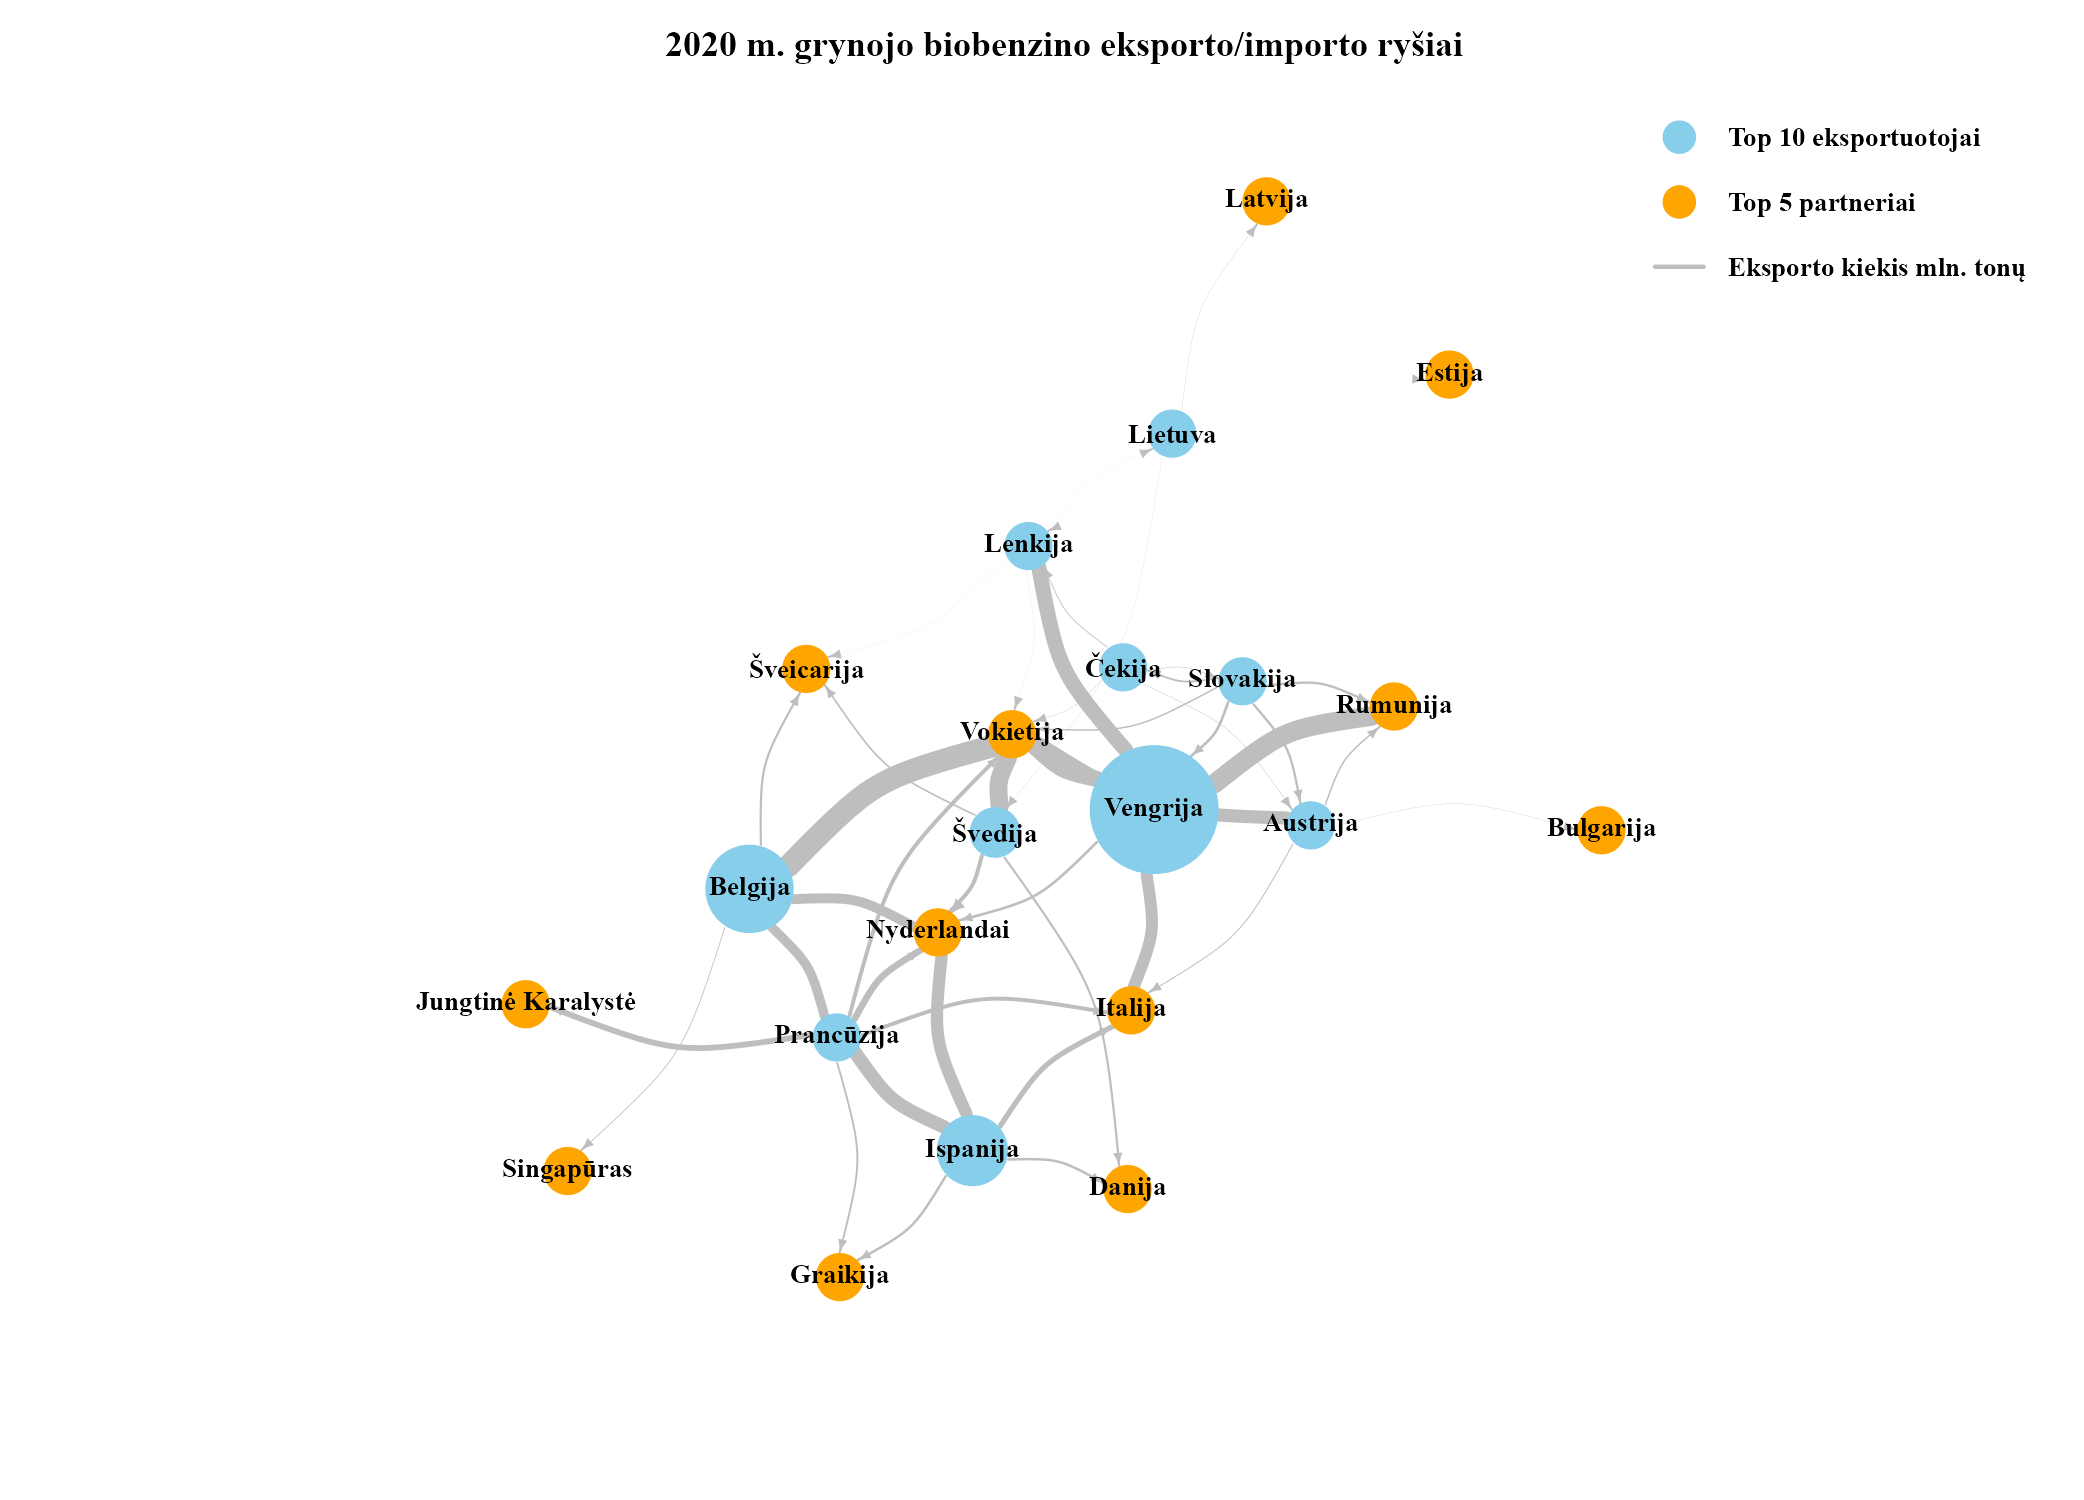 2020 m. grynojo biobenzino eksporto/importo ryšiai
Top 10 eksportuotojai
Top 5 partneriai
Eksporto kiekis mln. tonų
Latvija
Estija
Lietuva
Lenkija
Šveicarija
Čekija
Slovakija
Rumunija
Vokietija
Vengrija
Austrija
Bulgarija
Švedija
Belgija
Nyderlandai
Jungtinė Karalystė
Italija
Prancūzija
Ispanija
Singapūras
Danija
Graikija